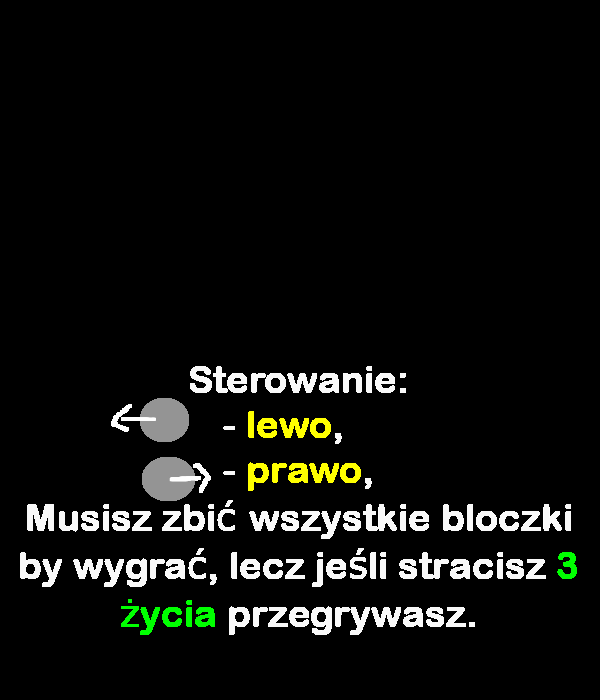 Sterowanie:
- lewo,
- prawo,
Musisz zbić wszystkie bloczki
by wygrać, lecz jeśli stracisz 3
życia przegrywasz.